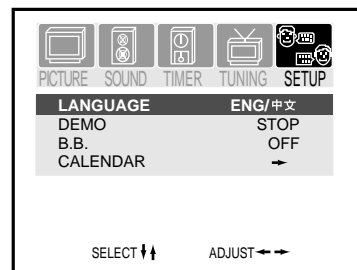 PICTURE SOUND TIMER TUNING SETUP
LANGUAGE ENG/中文
DEMO STOP
B.B. OFF
CALENDAR →
SELECT ADJUST